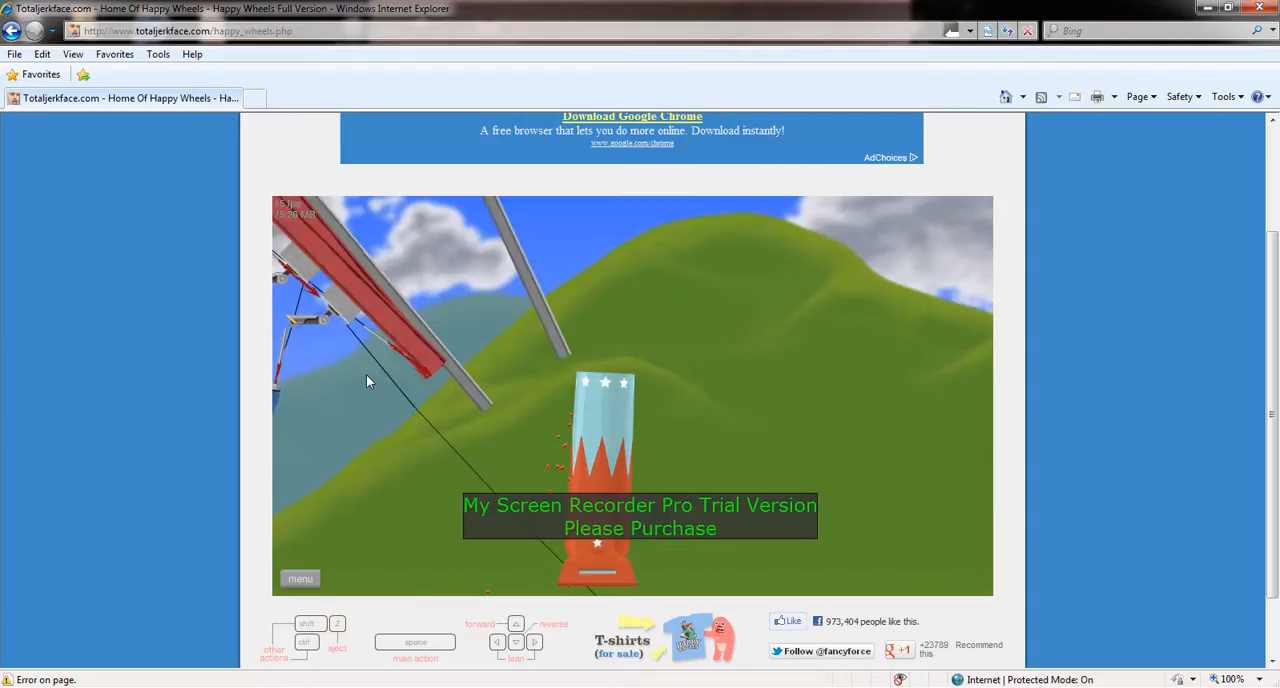 Totaljerkface.com - Home Of Happy Wheels - Happy Wheels Full Version - Windows Internet Explorer
http://www.totaljerkface.com/happy_wheels.php
Bing
File Edit View Favorites Tools Help
Favorites
Totaljerkface.com - Home Of Happy Wheels - Ha...
Page Safety Tools
Download Google Chrome
A free browser that lets you do more online. Download instantly!
www.google.com/chrome
AdChoices
My Screen Recorder Pro Trial Version
Please Purchase
menu
shift Z
ctrl eject
other
actions
space
main action
forward reverse
lean
T-shirts
(for sale)
Like 973,404 people like this.
Follow @fancyforce
+1 +23789 Recommend
this
Error on page.
Internet | Protected Mode: On
100%